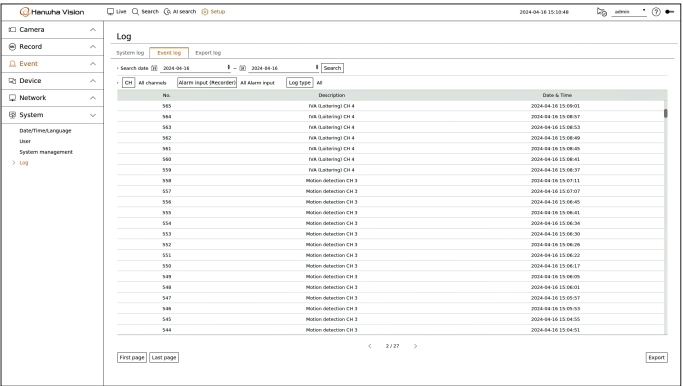 Hanwha Vision
Live Search AI search Setup
2024-04-16 15:10:48
admin
Camera
Record
Event
Device
Network
System
Date/Time/Language
User
System management
Log
Log
System log Event log Export log
Search date 2024-04-16 ~ 2024-04-16 Search
CH All channels Alarm input (Recorder) All Alarm input Log type All
No. Description Date & Time
565 IVA (Loitering) CH 4 2024-04-16 15:09:01
564 IVA (Loitering) CH 4 2024-04-16 15:08:57
563 IVA (Loitering) CH 4 2024-04-16 15:08:53
562 IVA (Loitering) CH 4 2024-04-16 15:08:49
561 IVA (Loitering) CH 4 2024-04-16 15:08:45
560 IVA (Loitering) CH 4 2024-04-16 15:08:41
559 IVA (Loitering) CH 4 2024-04-16 15:08:37
558 Motion detection CH 3 2024-04-16 15:07:11
557 Motion detection CH 3 2024-04-16 15:07:07
556 Motion detection CH 3 2024-04-16 15:06:45
555 Motion detection CH 3 2024-04-16 15:06:41
554 Motion detection CH 3 2024-04-16 15:06:34
553 Motion detection CH 3 2024-04-16 15:06:30
552 Motion detection CH 3 2024-04-16 15:06:26
551 Motion detection CH 3 2024-04-16 15:06:22
550 Motion detection CH 3 2024-04-16 15:06:17
549 Motion detection CH 3 2024-04-16 15:06:05
548 Motion detection CH 3 2024-04-16 15:06:01
547 Motion detection CH 3 2024-04-16 15:05:57
546 Motion detection CH 3 2024-04-16 15:05:53
545 Motion detection CH 3 2024-04-16 15:04:55
544 Motion detection CH 3 2024-04-16 15:04:51
2 / 27
First page Last page Export